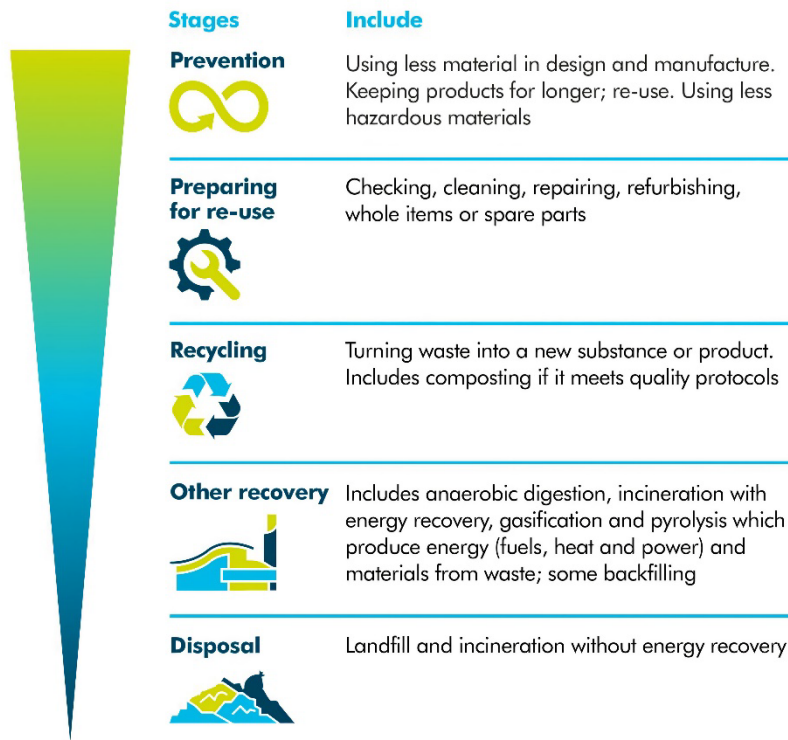 Stages Include
Prevention
Using less material in design and manufacture.
Keeping products for longer; re-use. Using less
hazardous materials
Preparing
for re-use
Checking, cleaning, repairing, refurbishing,
whole items or spare parts
Recycling
Turning waste into a new substance or product.
Includes composting if it meets quality protocols
Other recovery
Includes anaerobic digestion, incineration with
energy recovery, gasification and pyrolysis which
produce energy (fuels, heat and power) and
materials from waste; some backfilling
Disposal
Landfill and incineration without energy recovery